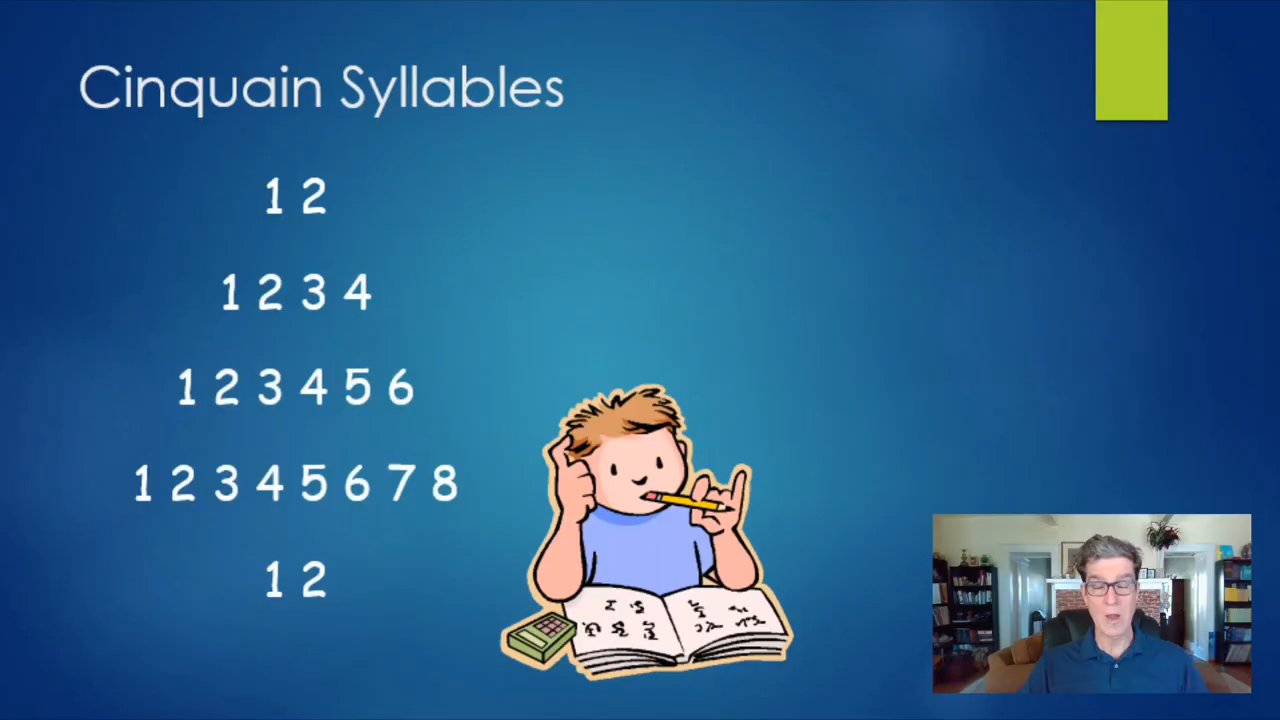 Cinquain Syllables
1 2
1 2 3 4
1 2 3 4 5 6
1 2 3 4 5 6 7 8
1 2